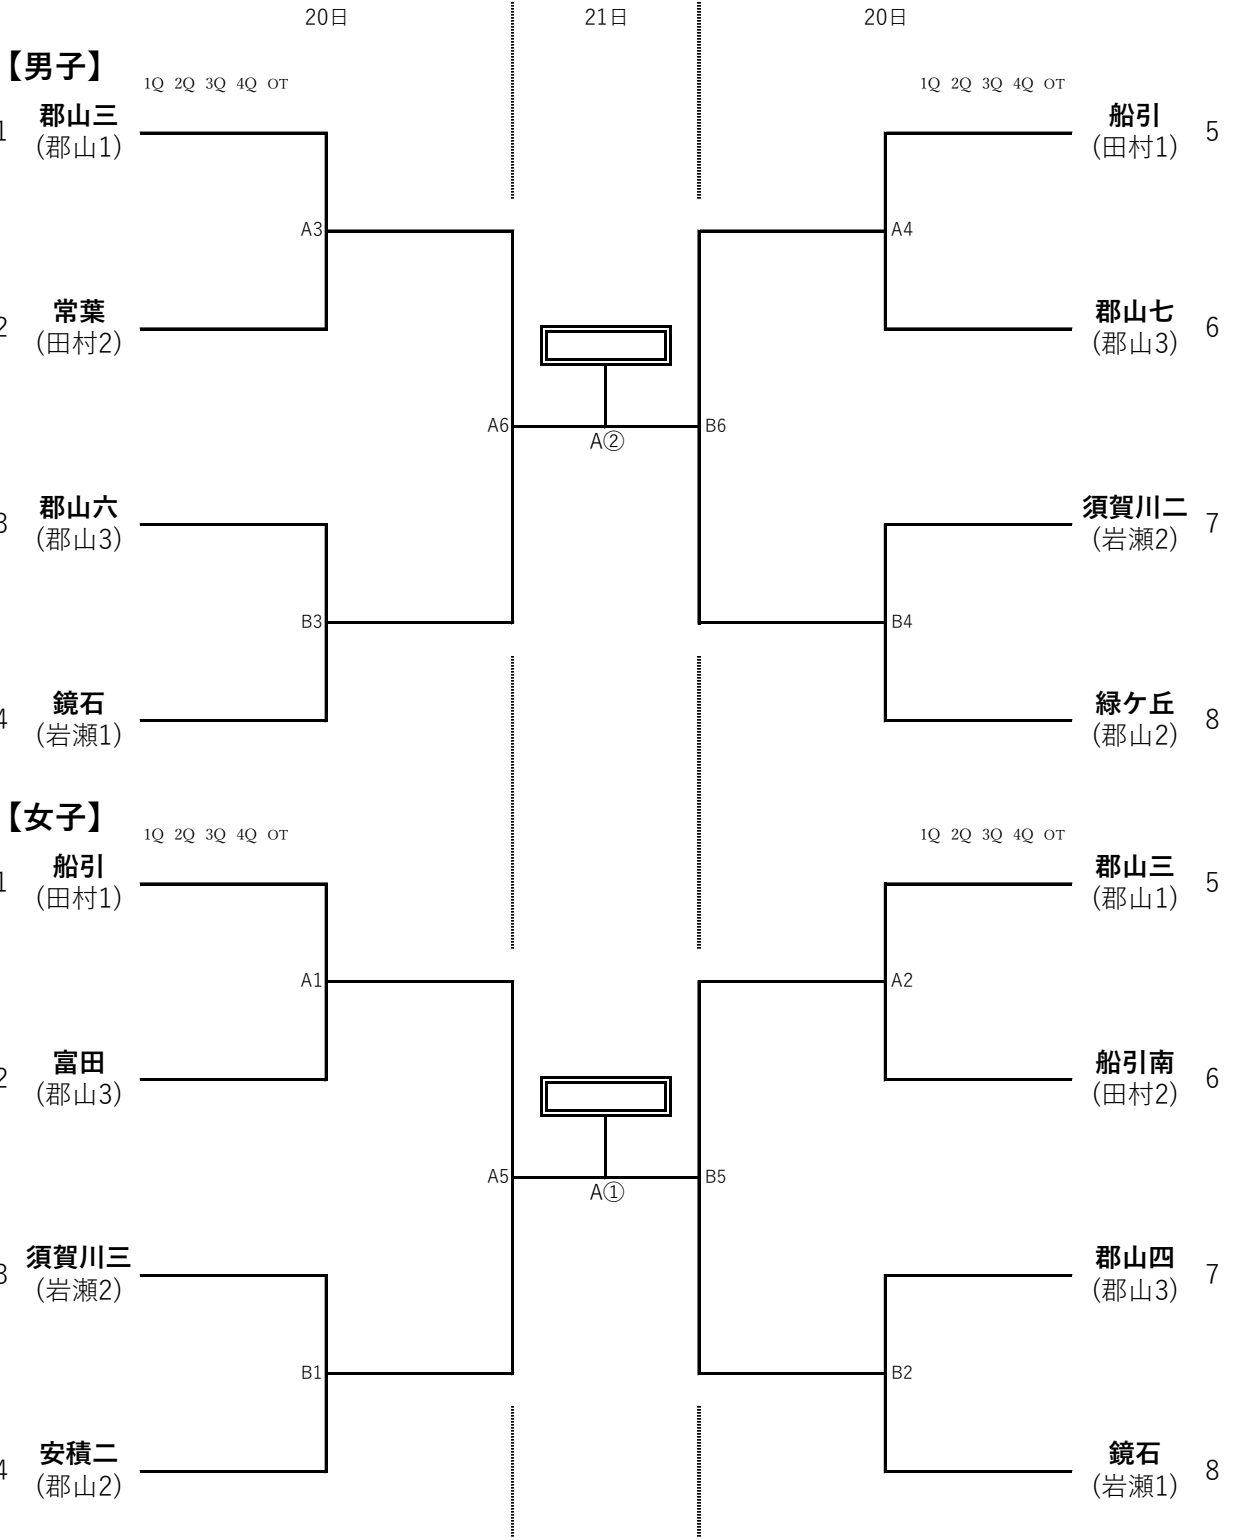 20日 21日 20日
【男子】
1Q 2Q 3Q 4Q OT 1Q 2Q 3Q 4Q OT
1 郡山三 船引 5
(郡山1) (田村1)
A3 A4
2 常葉 郡山七 6
(田村2) (郡山3)
A6 B6
A②
3 郡山六 須賀川二 7
(郡山3) (岩瀬2)
B3 B4
4 鏡石 緑ケ丘 8
(岩瀬1) (郡山2)
【女子】
1Q 2Q 3Q 4Q OT 1Q 2Q 3Q 4Q OT
1 船引 郡山三 5
(田村1) (郡山1)
A1 A2
2 富田 船引南 6
(郡山3) (田村2)
A5 B5
A①
3 須賀川三 郡山四 7
(岩瀬2) (郡山3)
B1 B2
4 安積二 鏡石 8
(郡山2) (岩瀬1)